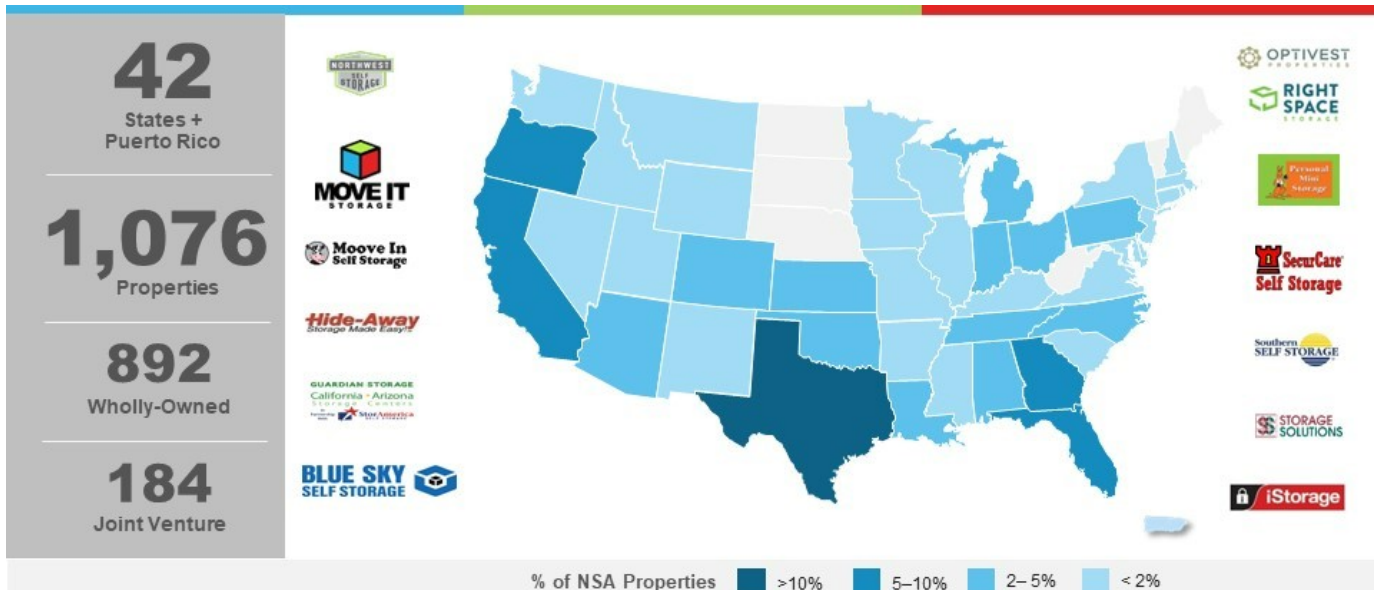 42
States +
Puerto Rico
1,076
Properties
892
Wholly-Owned
184
Joint Venture
NORTHWEST
SELF
STORAGE
MOVE IT
STORAGE
Moove In
Self Storage
Hide-Away
Storage Made Easy!
GUARDIAN STORAGE
California • Arizona
Storage Centers
StorAmerica
SELF STORAGE
BLUE SKY
SELF STORAGE
OPTIVEST
PROPERTIES
RIGHT
SPACE
STORAGE
Personal
Mini
Storage
SecurCare
Self Storage
Southern
SELF STORAGE
SS STORAGE
SOLUTIONS
iStorage
% of NSA Properties >10% 5–10% 2– 5% < 2%